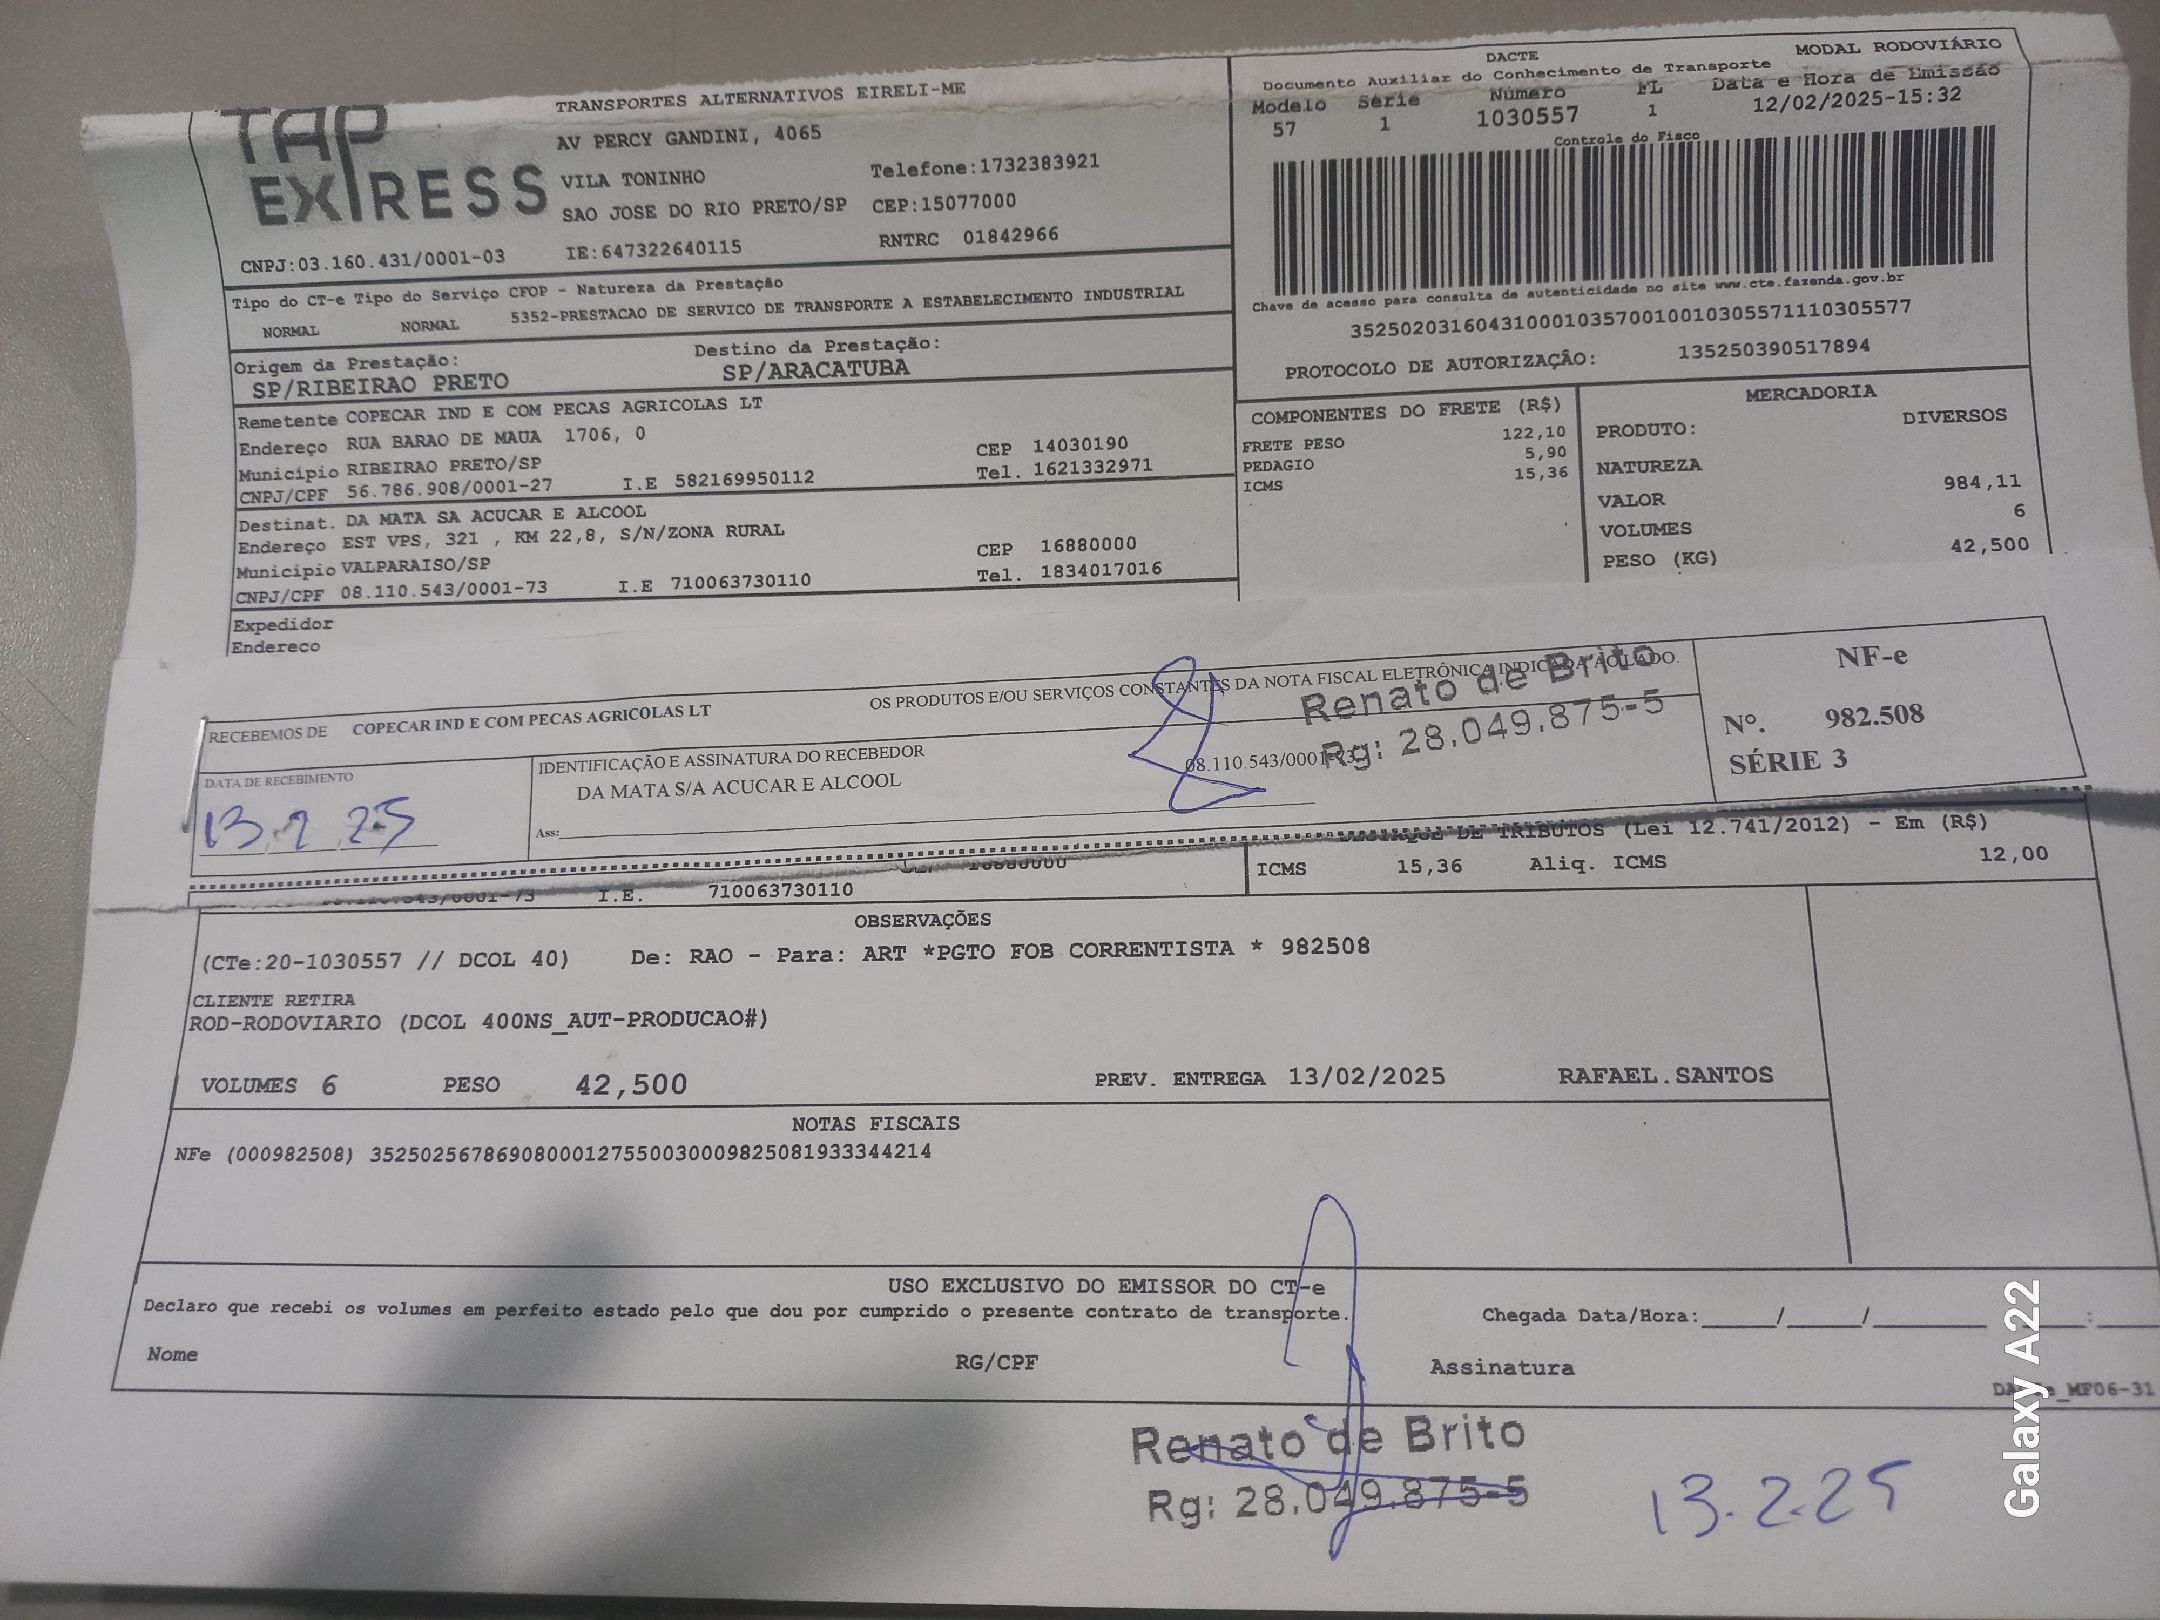 TAP EXPRESS
TRANSPORTES ALTERNATIVOS EIRELI-ME
AV PERCY GANDINI, 4065
VILA TONINHO Telefone:1732383921
SAO JOSE DO RIO PRETO/SP CEP:15077000
CNPJ:03.160.431/0001-03 IE:647322640115 RNTRC 01842966
DACTE MODAL RODOVIÁRIO
Documento Auxiliar do Conhecimento de Transporte
Modelo Série Número FL Data e Hora de Emissão
57 1 1030557 1 12/02/2025-15:32
Controle do Fisco
Chave de acesso para consulta de autenticidade no site www.cte.fazenda.gov.br
35250203160431000103570010010305571110305577
PROTOCOLO DE AUTORIZAÇÃO: 135250390517894
Tipo do CT-e Tipo do Serviço CFOP - Natureza da Prestação
NORMAL NORMAL 5352-PRESTACAO DE SERVICO DE TRANSPORTE A ESTABELECIMENTO INDUSTRIAL
Origem da Prestação: Destino da Prestação:
SP/RIBEIRAO PRETO SP/ARACATUBA
Remetente COPECAR IND E COM PECAS AGRICOLAS LT
Endereço RUA BARAO DE MAUA 1706, 0 CEP 14030190
Município RIBEIRAO PRETO/SP Tel. 1621332971
CNPJ/CPF 56.786.908/0001-27 I.E 582169950112
Destinat. DA MATA SA ACUCAR E ALCOOL
Endereço EST VPS, 321 , KM 22,8, S/N/ZONA RURAL CEP 16880000
Município VALPARAISO/SP Tel. 1834017016
CNPJ/CPF 08.110.543/0001-73 I.E 710063730110
Expedidor
Endereco
COMPONENTES DO FRETE (R$)
FRETE PESO 122,10
PEDAGIO 5,90
ICMS 15,36
MERCADORIA
PRODUTO: DIVERSOS
NATUREZA
VALOR 984,11
VOLUMES 6
PESO (KG) 42,500
RECEBEMOS DE COPECAR IND E COM PECAS AGRICOLAS LT OS PRODUTOS E/OU SERVIÇOS CONSTANTES DA NOTA FISCAL ELETRÔNICA INDICADA AO LADO.
Renato de Brito
Rg: 28.049.875-5
NF-e
Nº. 982.508
SÉRIE 3
DATA DE RECEBIMENTO
13 2 25
IDENTIFICAÇÃO E ASSINATURA DO RECEBEDOR
DA MATA S/A ACUCAR E ALCOOL 08.110.543/0001-73
Ass:
DE TRIBUTOS (Lei 12.741/2012) - Em (R$)
ICMS 15,36 Aliq. ICMS 12,00
I.E. 710063730110
OBSERVAÇÕES
(CTe:20-1030557 // DCOL 40) De: RAO - Para: ART *PGTO FOB CORRENTISTA * 982508
CLIENTE RETIRA
ROD-RODOVIARIO (DCOL 400NS_AUT-PRODUCAO#)
VOLUMES 6 PESO 42,500 PREV. ENTREGA 13/02/2025 RAFAEL.SANTOS
NOTAS FISCAIS
NFe (000982508) 35250256786908000127550030009825081933344214
USO EXCLUSIVO DO EMISSOR DO CT-e
Declaro que recebi os volumes em perfeito estado pelo que dou por cumprido o presente contrato de transporte. Chegada Data/Hora:_____/_____/________ :
Nome RG/CPF Assinatura
Renato de Brito
Rg: 28.049.875-5
13.2.25
Galaxy A22